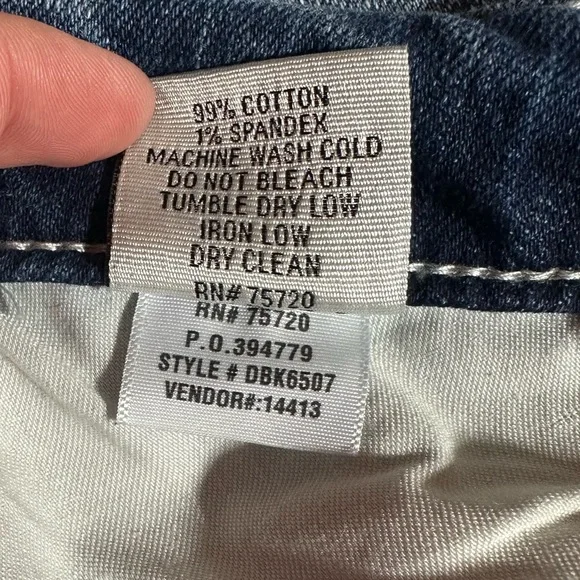 99% COTTON
1% SPANDEX
MACHINE WASH COLD
DO NOT BLEACH
TUMBLE DRY LOW
IRON LOW
DRY CLEAN
RN# 75720
RN# 75720
P.O.394779
STYLE # DBK6507
VENDOR#:14413